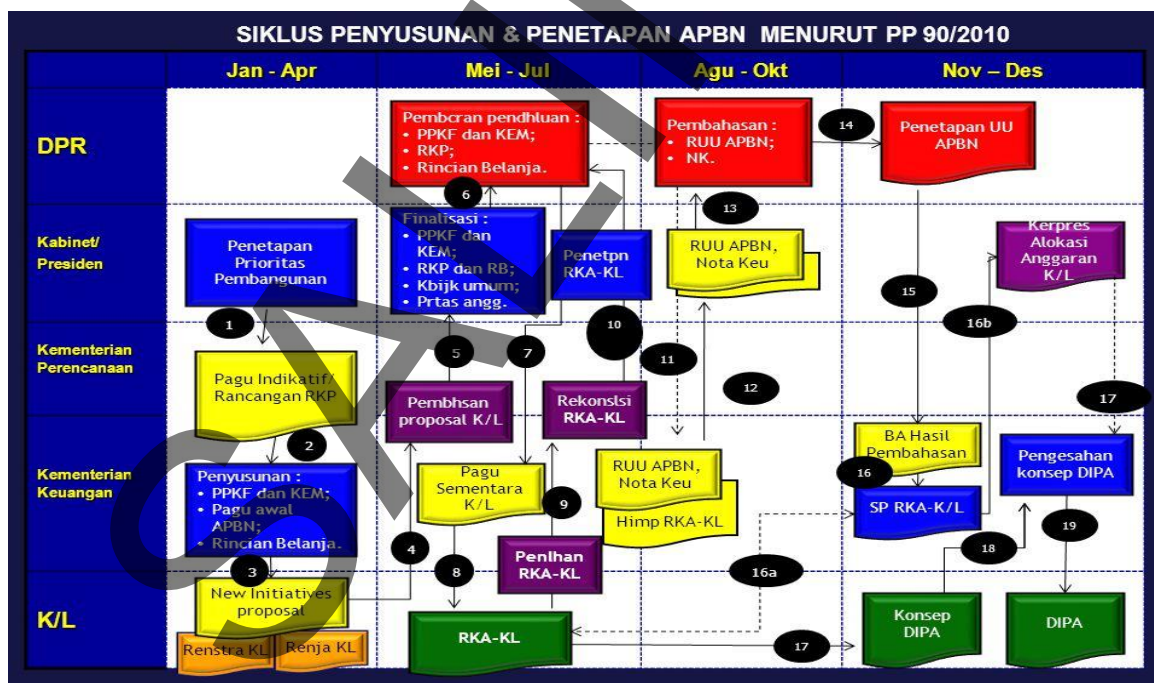 SIKLUS PENYUSUNAN & PENETAPAN APBN MENURUT PP 90/2010
Jan - Apr
Mei - Jul
Agu - Okt
Nov – Des
DPR
Pembcran pendhluan :
• PPKF dan KEM;
• RKP;
• Rincian Belanja.
Pembahasan :
• RUU APBN;
• NK.
14
Penetapan UU
APBN
6
13
Kabinet/
Presiden
Penetapan
Prioritas
Pembangunan
Finalisasi :
• PPKF dan
KEM;
• RKP dan RB;
• Kbijk umum;
• Prtas angg.
Penetpn
RKA-KL
RUU APBN,
Nota Keu
Kerpres
Alokasi
Anggaran
K/L
15
16b
1
5
7
10
11
12
17
Kementerian
Perencanaan
Pagu Indikatif/
Rancangan RKP
Pembhsan
proposal K/L
Rekonslsi
RKA-KL
2
Kementerian
Keuangan
Penyusunan :
• PPKF dan KEM;
• Pagu awal
APBN;
• Rincian Belanja.
Pagu
Sementara
K/L
9
RUU APBN,
Nota Keu
Himp RKA-KL
BA Hasil
Pembahasan
16
SP RKA-K/L
Pengesahan
konsep DIPA
4
18
19
Penlhan
RKA-KL
3
8
16a
K/L
New Initiatives
proposal
Renstra KL
Renja KL
RKA-KL
17
Konsep
DIPA
DIPA
SALI